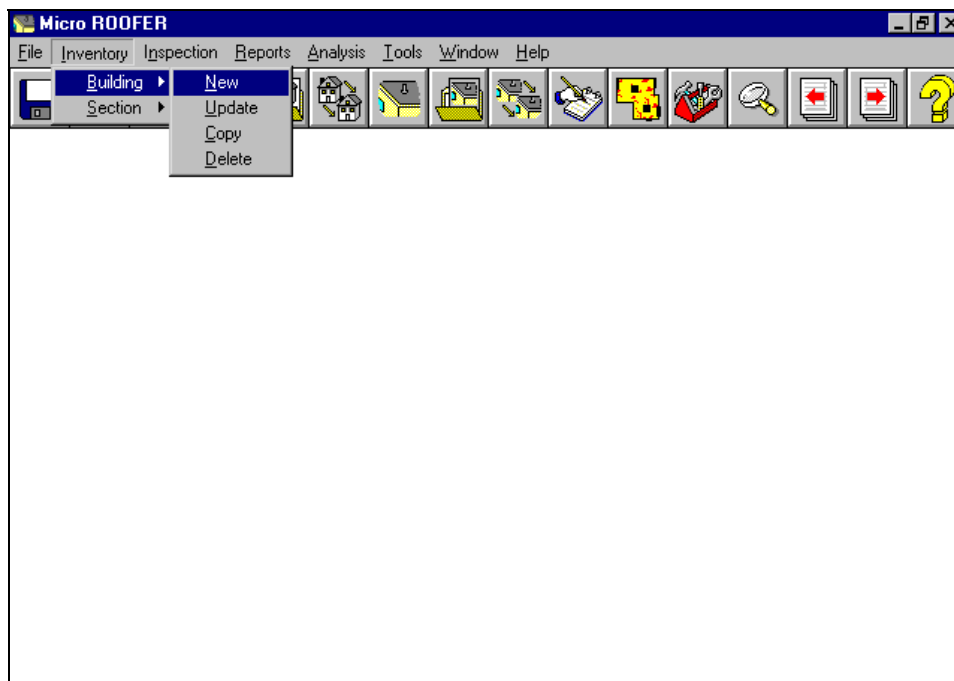 Micro ROOFER
File Inventory Inspection Reports Analysis Tools Window Help
Building New
Section Update
Copy
Delete